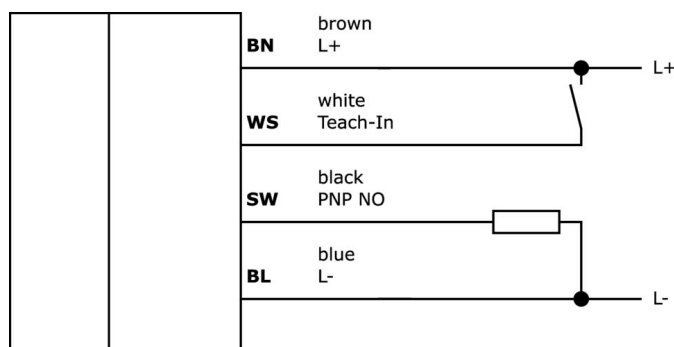 brown
BN L+ L+
white
WS Teach-In
black
SW PNP NO
blue
BL L- L-